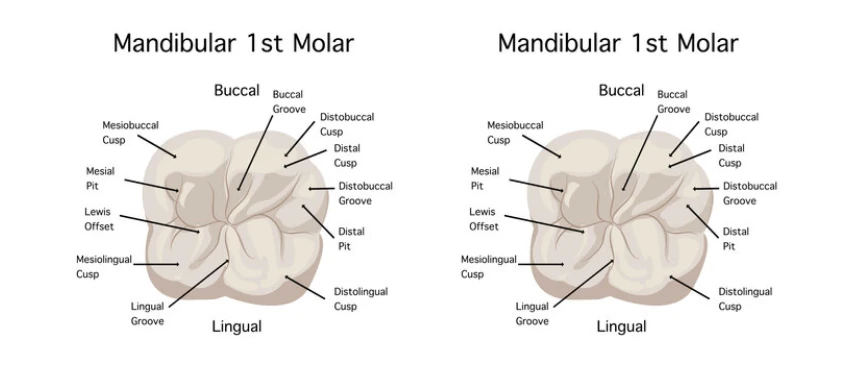 Mandibular 1st Molar
Buccal
Buccal
Groove
Mesiobuccal
Cusp
Distobuccal
Cusp
Distal
Cusp
Mesial
Pit
Distobuccal
Groove
Lewis
Offset
Distal
Pit
Mesiolingual
Cusp
Distolingual
Cusp
Lingual
Groove
Lingual
Mandibular 1st Molar
Buccal
Buccal
Groove
Mesiobuccal
Cusp
Distobuccal
Cusp
Distal
Cusp
Mesial
Pit
Distobuccal
Groove
Lewis
Offset
Distal
Pit
Mesiolingual
Cusp
Distolingual
Cusp
Lingual
Groove
Lingual